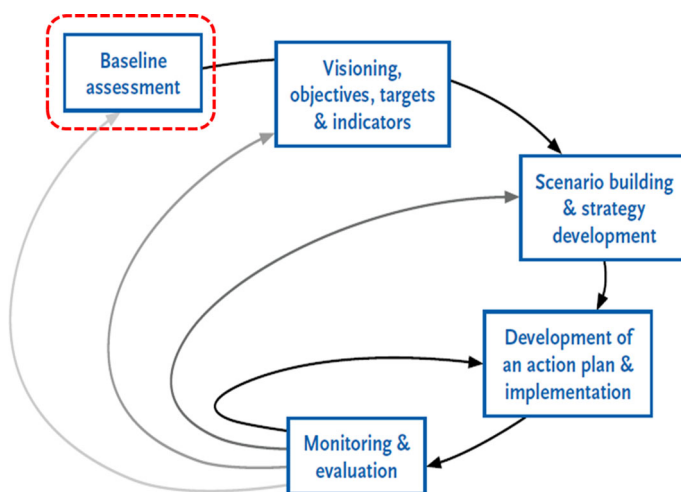 Baseline
assessment
Visioning,
objectives, targets
& indicators
Scenario building
& strategy
development
Development of
an action plan &
implementation
Monitoring &
evaluation